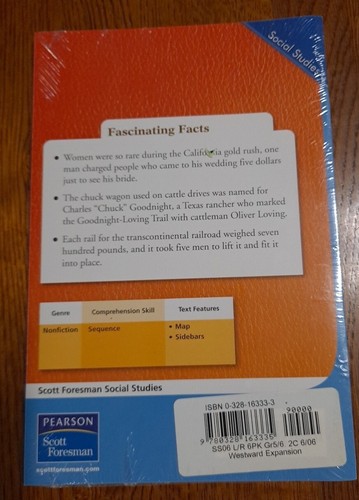 Social Studies
Fascinating Facts
• Women were so rare during the California gold rush, one
man charged people who came to his wedding five dollars
just to see his bride.
• The chuck wagon used on cattle drives was named for
Charles "Chuck" Goodnight, a Texas rancher who marked
the Goodnight-Loving Trail with cattleman Oliver Loving.
• Each rail for the transcontinental railroad weighed seven
hundred pounds, and it took five men to lift it and fit it
into place.
Genre Comprehension Skill Text Features
Nonfiction Sequence • Map
• Sidebars
Scott Foresman Social Studies
PEARSON
Scott
Foresman
scottforesman.com
ISBN 0-328-16333-3
90000
9 780328 163335
SS06 L/R 6PK Gr5/6. 2C 6/06
Westward Expansion